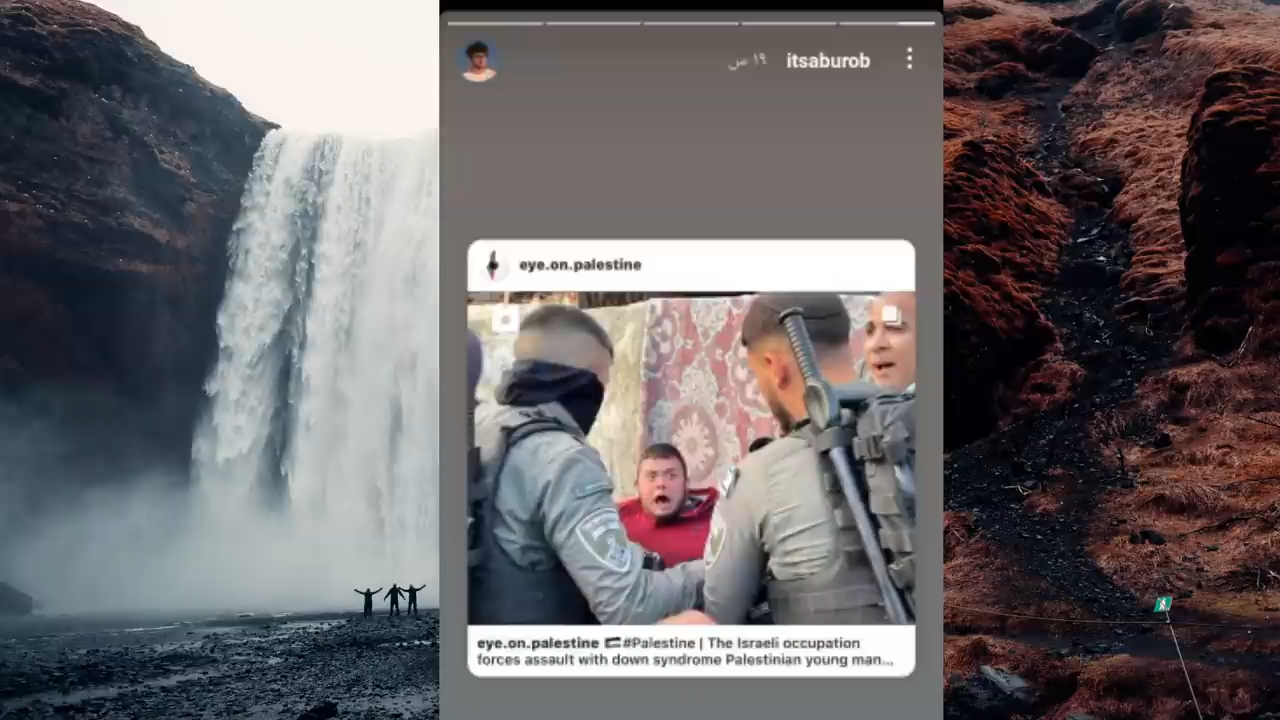 itsaburob ١٩ س
eye.on.palestine
eye.on.palestine #Palestine | The Israeli occupation
forces assault with down syndrome Palestinian young man...